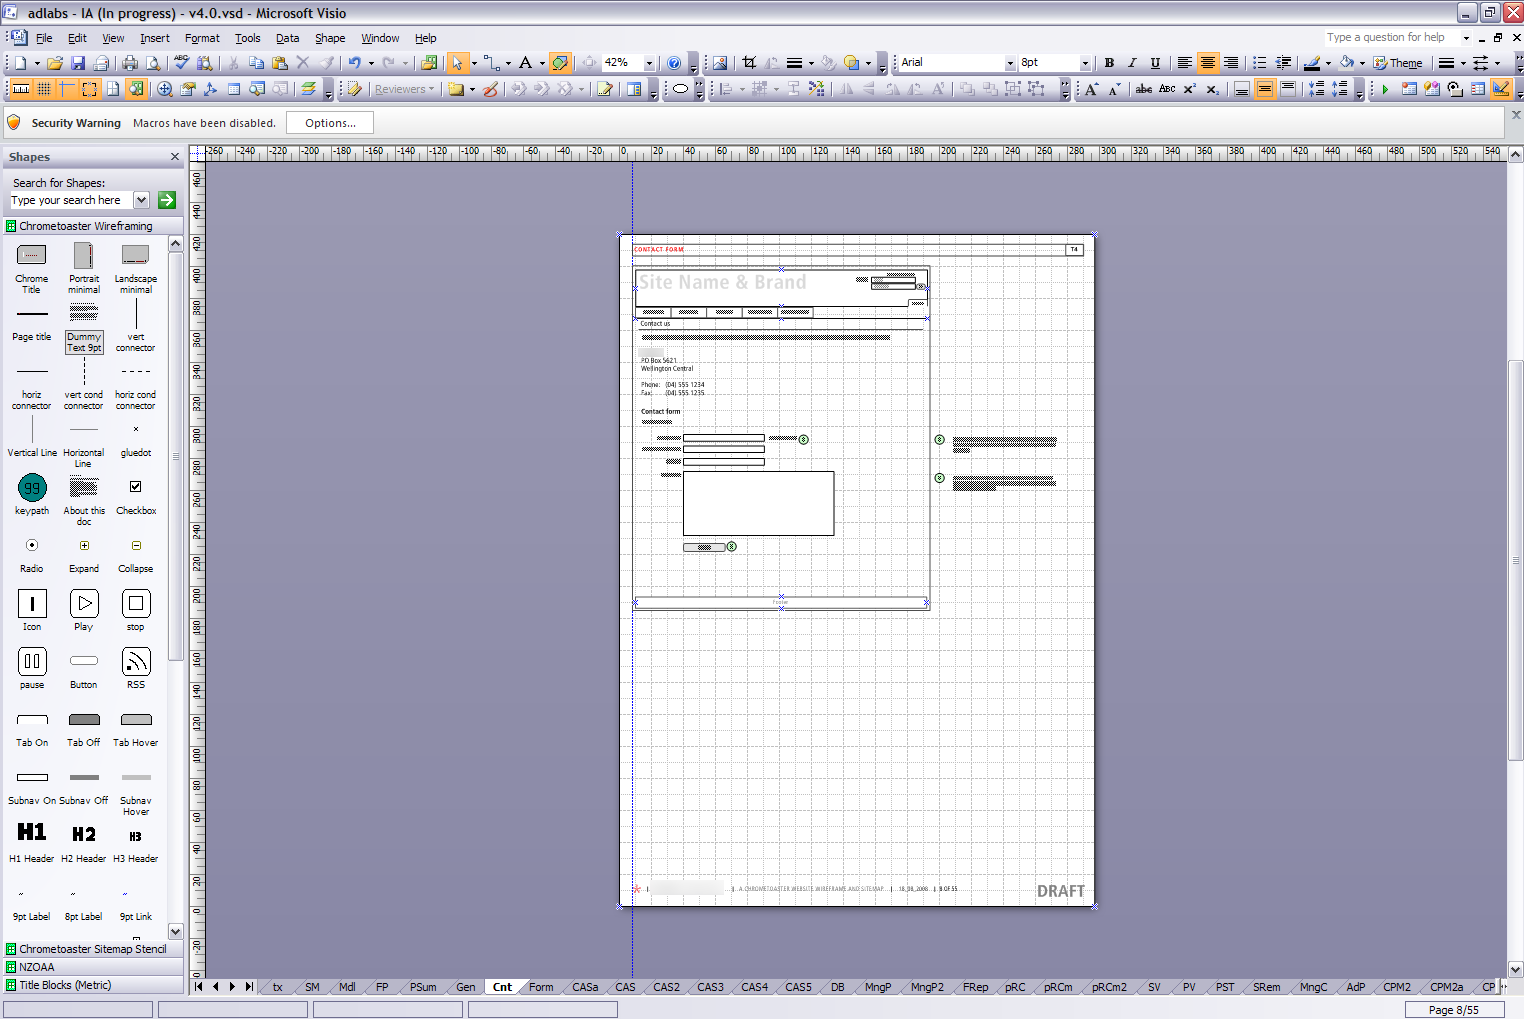 adlabs - IA (In progress) - v4.0.vsd - Microsoft Visio
File Edit View Insert Format Tools Data Shape Window Help
Type a question for help
42%
Arial
8pt
Theme
Reviewers
Security Warning Macros have been disabled. Options...
Shapes
Search for Shapes:
Type your search here
Chrometoaster Wireframing
Chrome Title
Portrait minimal
Landscape minimal
Page title
Dummy Text 9pt
vert connector
horiz connector
vert cond connector
horiz cond connector
Vertical Line
Horizontal Line
gluedot
keypath
About this doc
Checkbox
Radio
Expand
Collapse
Icon
Play
stop
pause
Button
RSS
Tab On
Tab Off
Tab Hover
Subnav On
Subnav Off
Subnav Hover
H1
H2
H3
H1 Header
H2 Header
H3 Header
9pt Label
8pt Label
9pt Link
Chrometoaster Sitemap Stencil
NZOAA
Title Blocks (Metric)
CONTACT FORM
T4
Site Name & Brand
Contact us
PO Box 5621
Wellington Central
Phone: (04) 555 1234
Fax: (04) 555 1235
Contact form
Footer
A CHROMETOASTER WEBSITE WIREFRAME AND SITEMAP
DRAFT
tx SM Mdl FP PSum Gen Cnt Form CASa CAS CAS2 CAS3 CAS4 CAS5 DB MngP MngP2 FRep pRC pRCm pRCm2 SV PV PST SRem MngC AdP CPM2 CPM2a CP
Page 8/55